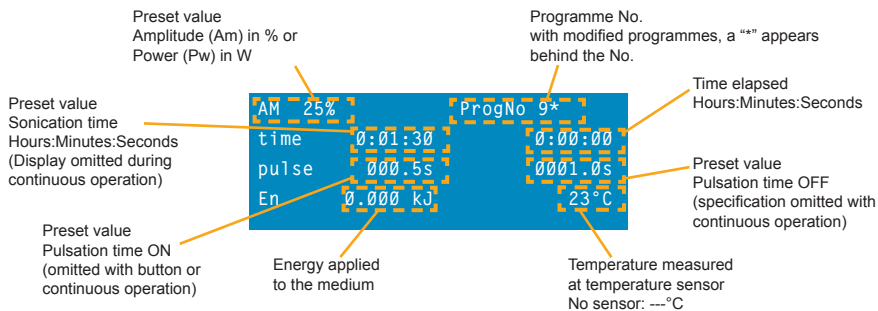 Preset value
Amplitude (Am) in % or
Power (Pw) in W
Programme No.
with modified programmes, a “*” appears
behind the No.
Preset value
Sonication time
Hours:Minutes:Seconds
(Display omitted during
continuous operation)
Time elapsed
Hours:Minutes:Seconds
AM 25% ProgNo 9*
time 0:01:30 0:00:00
pulse 000.5s 0001.0s
En 0.000 kJ 23°C
Preset value
Pulsation time OFF
(specification omitted with
continuous operation)
Preset value
Pulsation time ON
(omitted with button or
continuous operation)
Energy applied
to the medium
Temperature measured
at temperature sensor
No sensor: ---°C